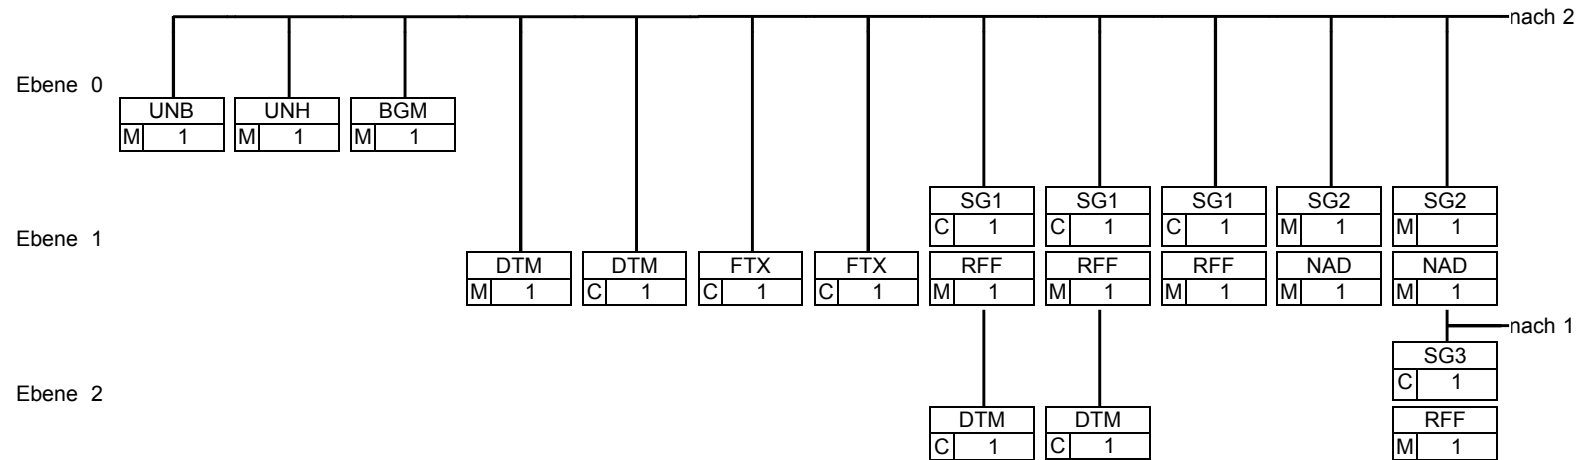 nach 2
Ebene 0
UNB UNH BGM
M 1 M 1 M 1
SG1 SG1 SG1 SG2 SG2
C 1 C 1 C 1 M 1 M 1
Ebene 1
DTM DTM FTX FTX RFF RFF RFF NAD NAD
M 1 C 1 C 1 C 1 M 1 M 1 M 1 M 1 M 1
nach 1
SG3
C 1
Ebene 2
DTM DTM RFF
C 1 C 1 M 1